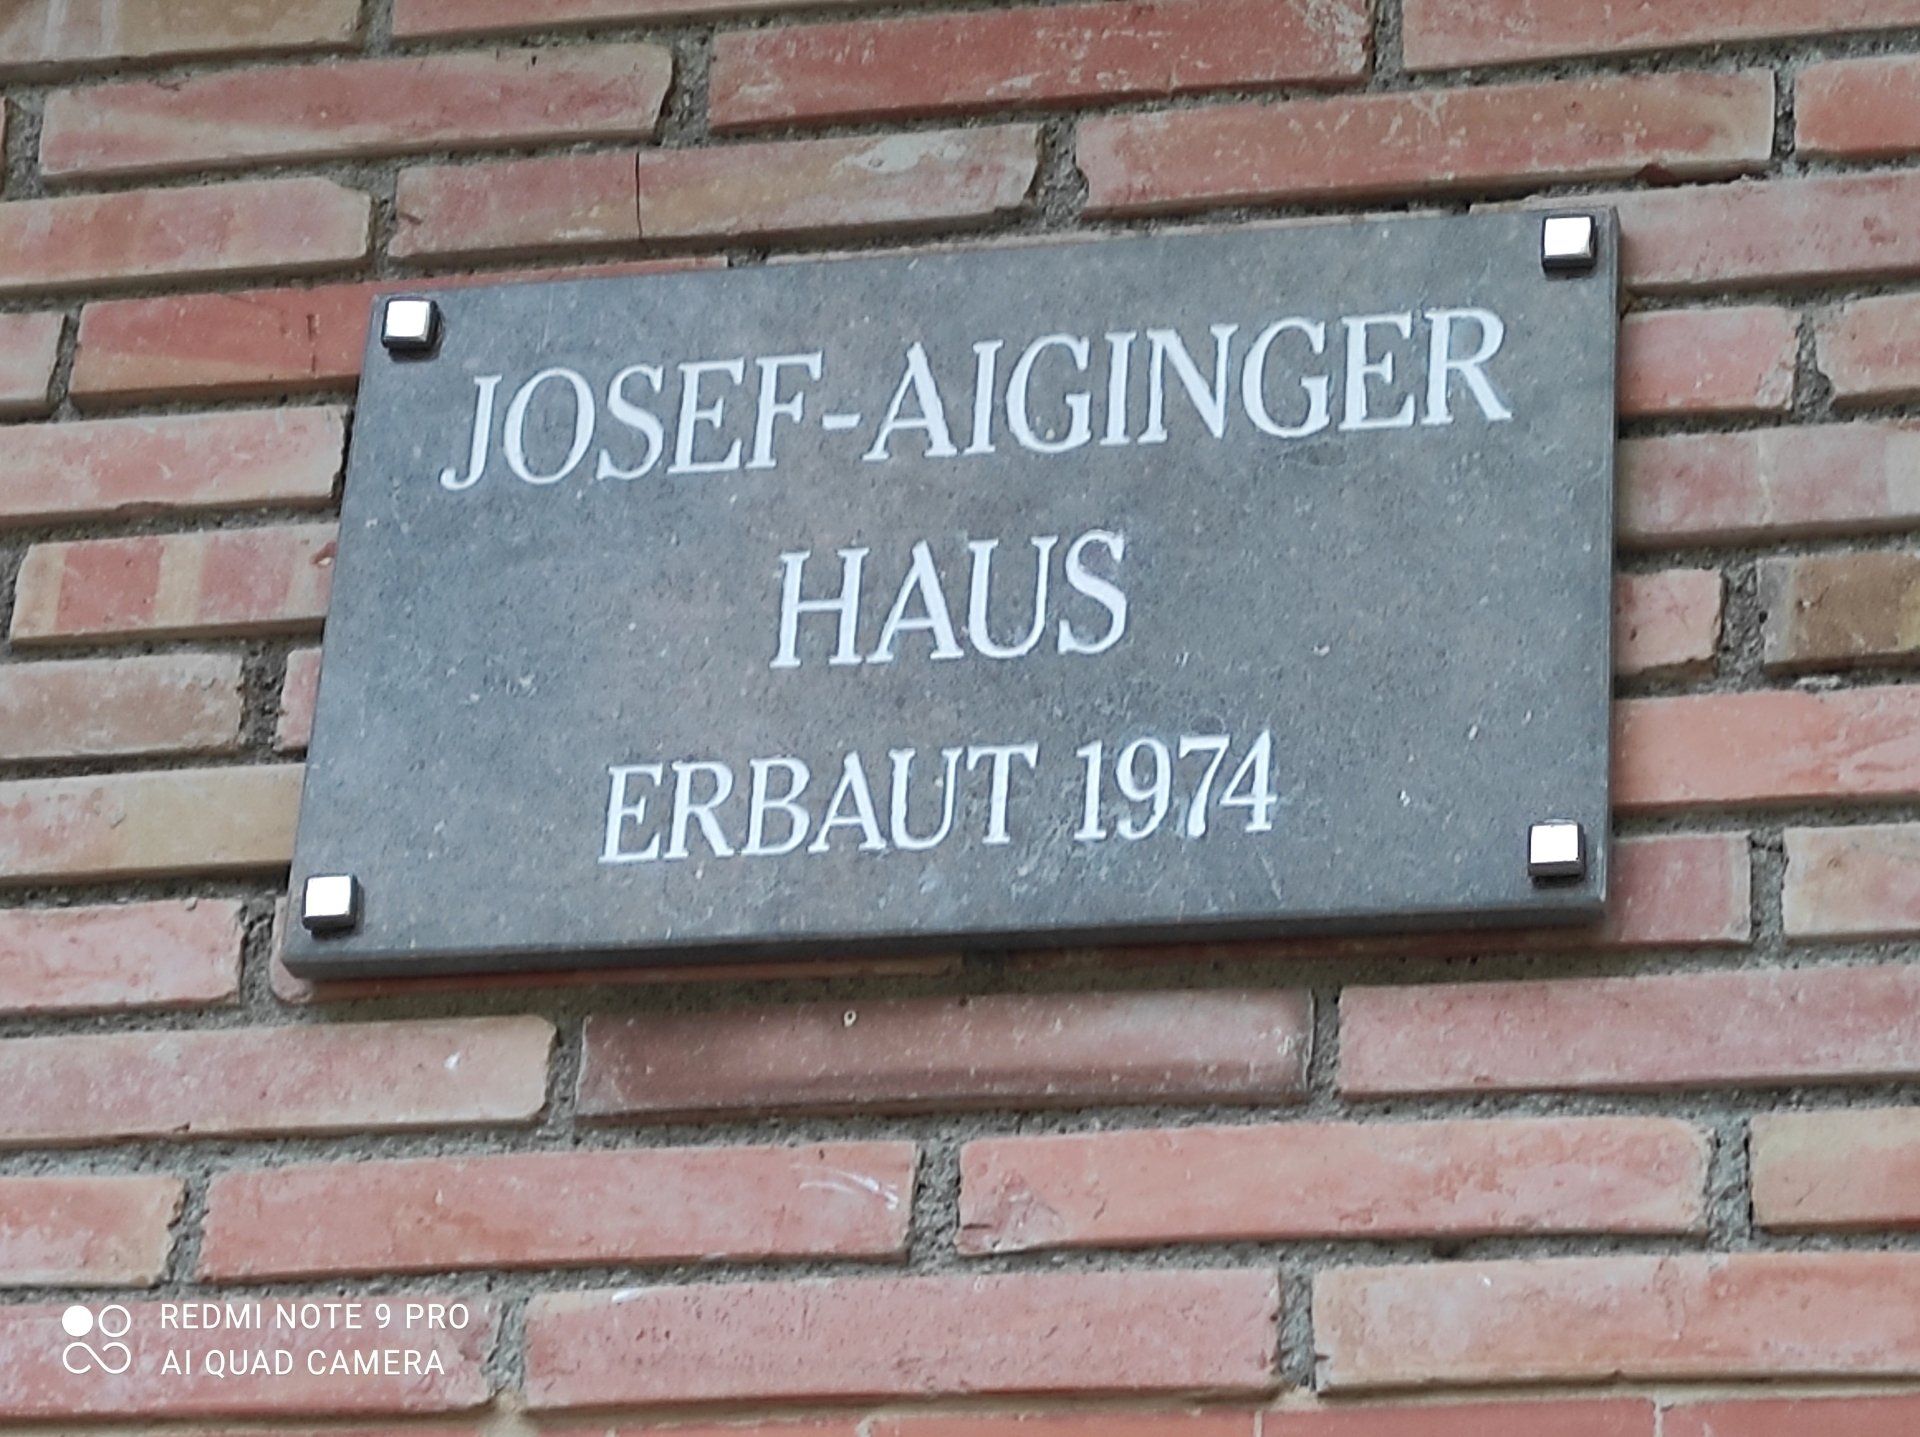 JOSEF-AIGINGER
HAUS
ERBAUT 1974
REDMI NOTE 9 PRO
AI QUAD CAMERA